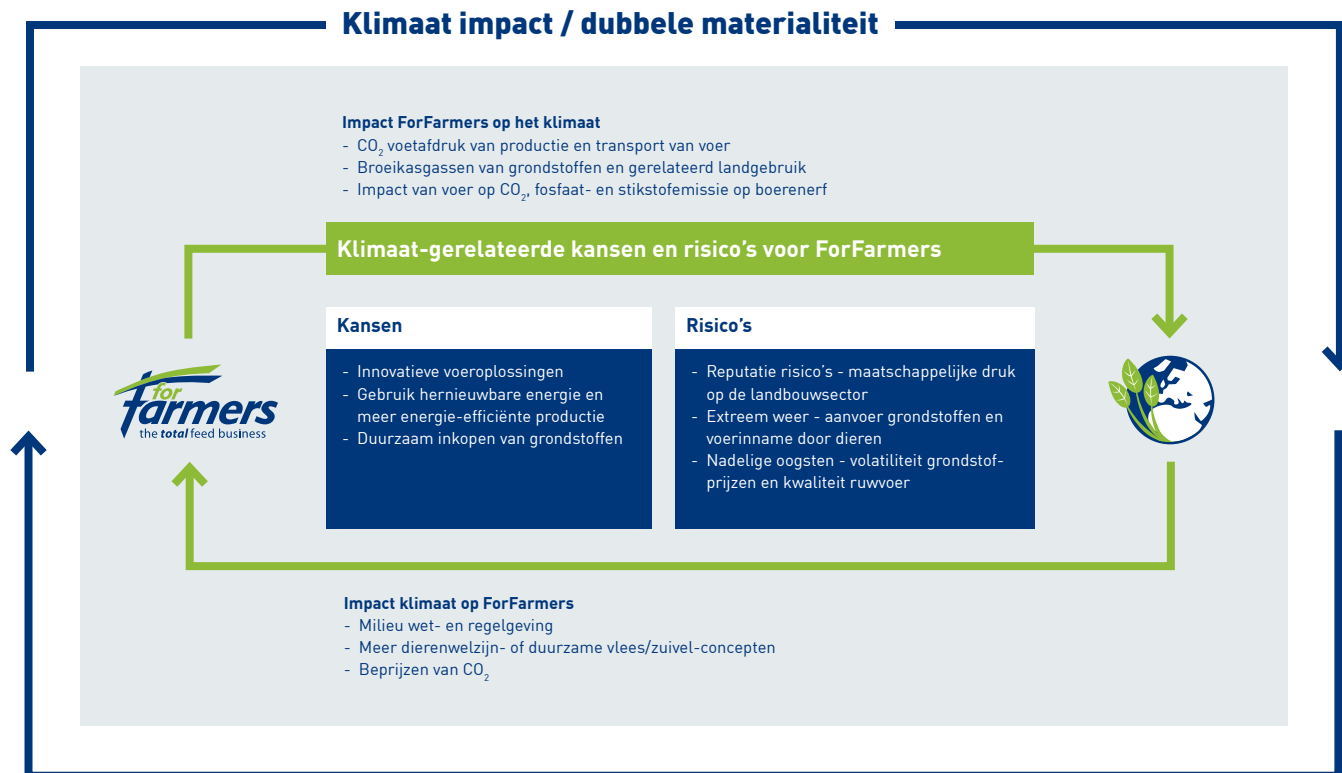 Klimaat impact / dubbele materialiteit
Impact ForFarmers op het klimaat
- CO₂ voetafdruk van productie en transport van voer
- Broeikasgassen van grondstoffen en gerelateerd landgebruik
- Impact van voer op CO₂, fosfaat- en stikstofemissie op boerenerf
Klimaat-gerelateerde kansen en risico's voor ForFarmers
Kansen
- Innovatieve voeroplossingen
- Gebruik hernieuwbare energie en
meer energie-efficiënte productie
- Duurzaam inkopen van grondstoffen
Risico's
- Reputatie risico's - maatschappelijke druk
op de landbouwsector
- Extreem weer - aanvoer grondstoffen en
voerinname door dieren
- Nadelige oogsten - volatiliteit grondstof-
prijzen en kwaliteit ruwvoer
for
farmers
the total feed business
Impact klimaat op ForFarmers
- Milieu wet- en regelgeving
- Meer dierenwelzijn- of duurzame vlees/zuivel-concepten
- Beprijzen van CO₂